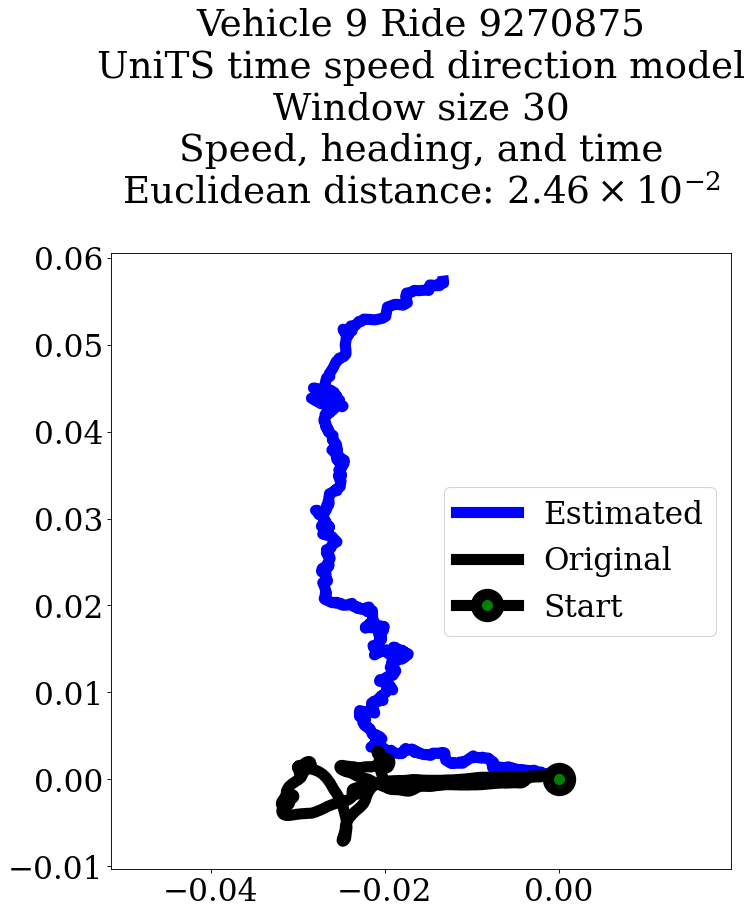 Vehicle 9 Ride 9270875
UniTS time speed direction model
Window size 30
Speed, heading, and time
Euclidean distance: 2.46 × 10⁻²
0.06
0.05
0.04
0.03
0.02
0.01
0.00
−0.01
Estimated
Original
Start
−0.04 −0.02 0.00